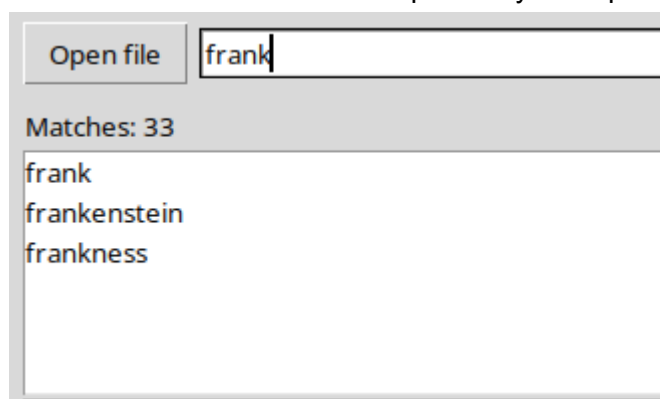 Open file frank
Matches: 33
frank
frankenstein
frankness